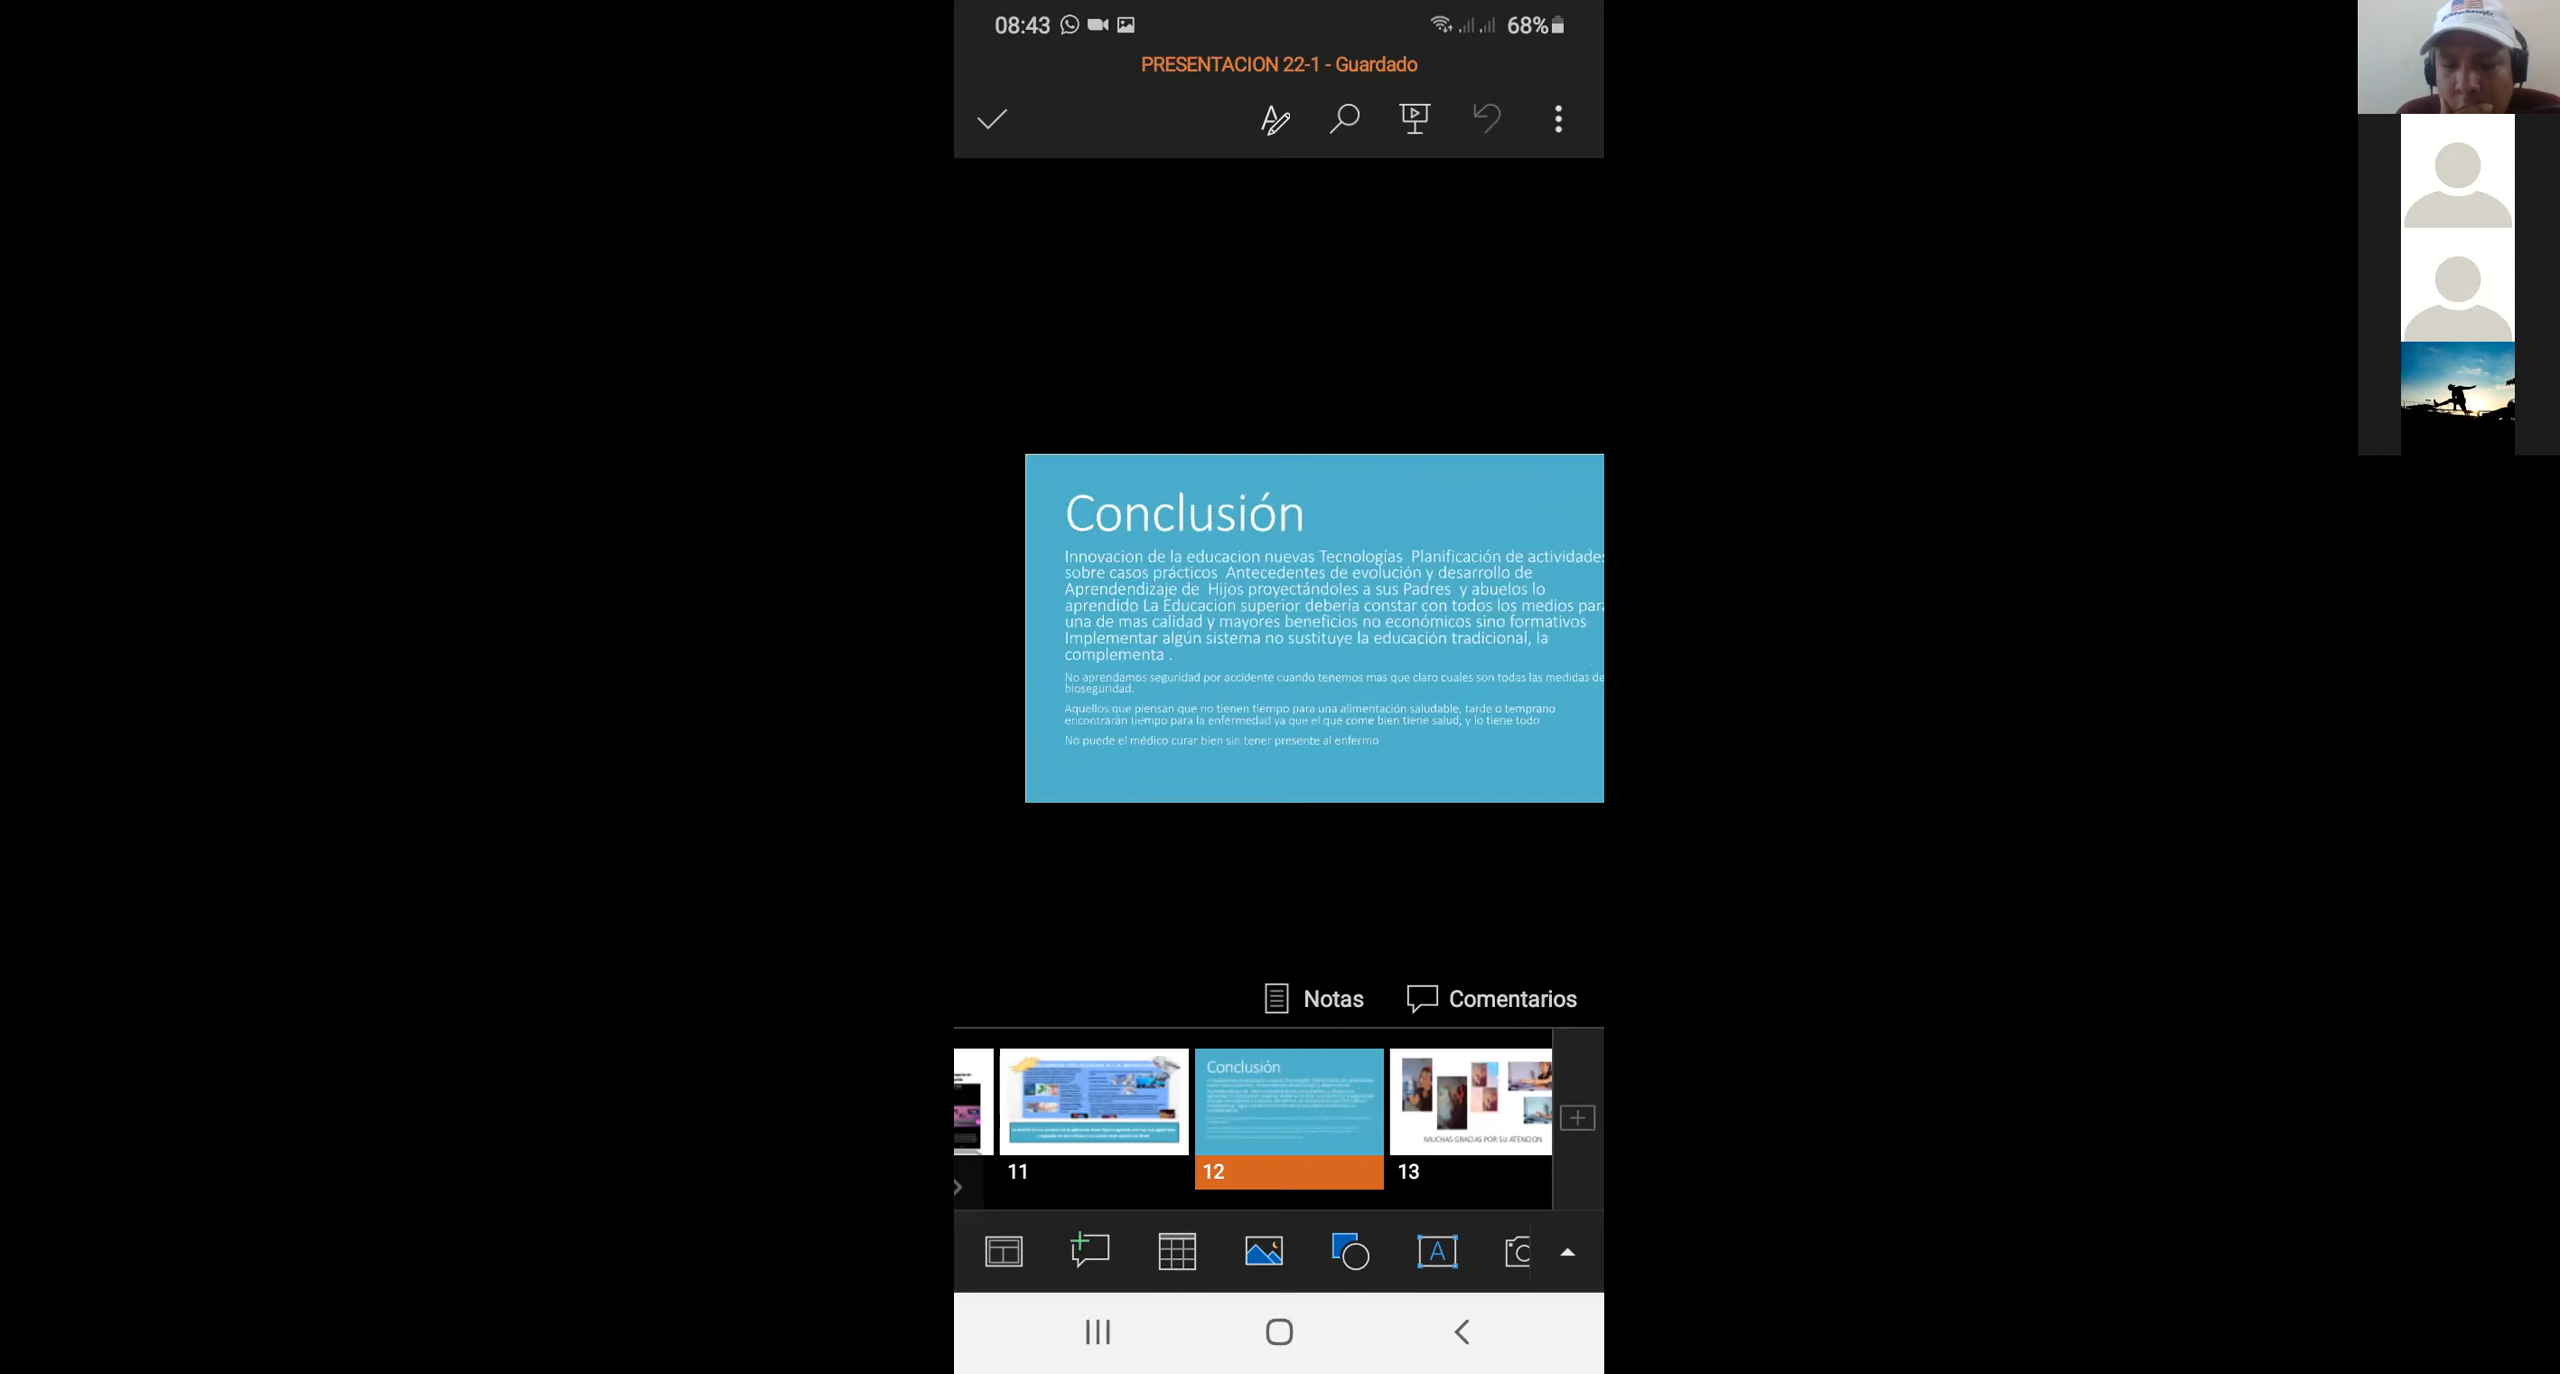 08:43
68%
PRESENTACION 22-1 - Guardado
Conclusión
Innovacion de la educacion nuevas Tecnologías Planificación de actividades
sobre casos prácticos Antecedentes de evolución y desarrollo de
Aprendendizaje de Hijos proyectándoles a sus Padres y abuelos lo
aprendido La Educacion superior debería constar con todos los medios para
una de mas calidad y mayores beneficios no económicos sino formativos
Implementar algún sistema no sustituye la educación tradicional, la
complementa .
No aprendamos seguridad por accidente cuando tenemos mas que claro cuales son todas las medidas de
bioseguridad.
Aquellos que piensan que no tienen tiempo para una alimentación saludable, tarde o temprano
encontrarán tiempo para la enfermedad ya que el que come bien tiene salud, y lo tiene todo
No puede el médico curar bien sin tener presente al enfermo
Notas
Comentarios
Conclusión
MUCHAS GRACIAS POR SU ATENCION
11
12
13